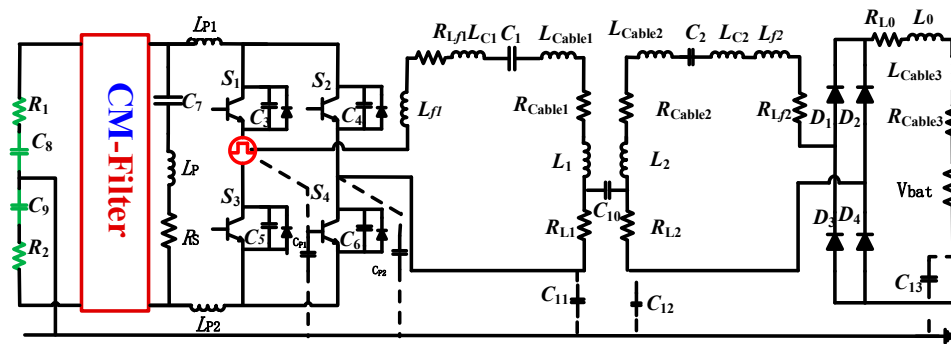 R1
C8
C9
R2
CM-Filter
LP1
C7
LP
RS
LP2
S1
C3
S2
C4
S3
C5
CP1
S4
C6
CP2
Lf1
RLf1
LC1
C1
LCable1
RCable1
L1
RL1
C10
C11
LCable2
C2
LC2
Lf2
RCable2
RLf2
L2
RL2
C12
D1
D2
D3
D4
RL0
L0
LCable3
RCable3
Vbat
C13